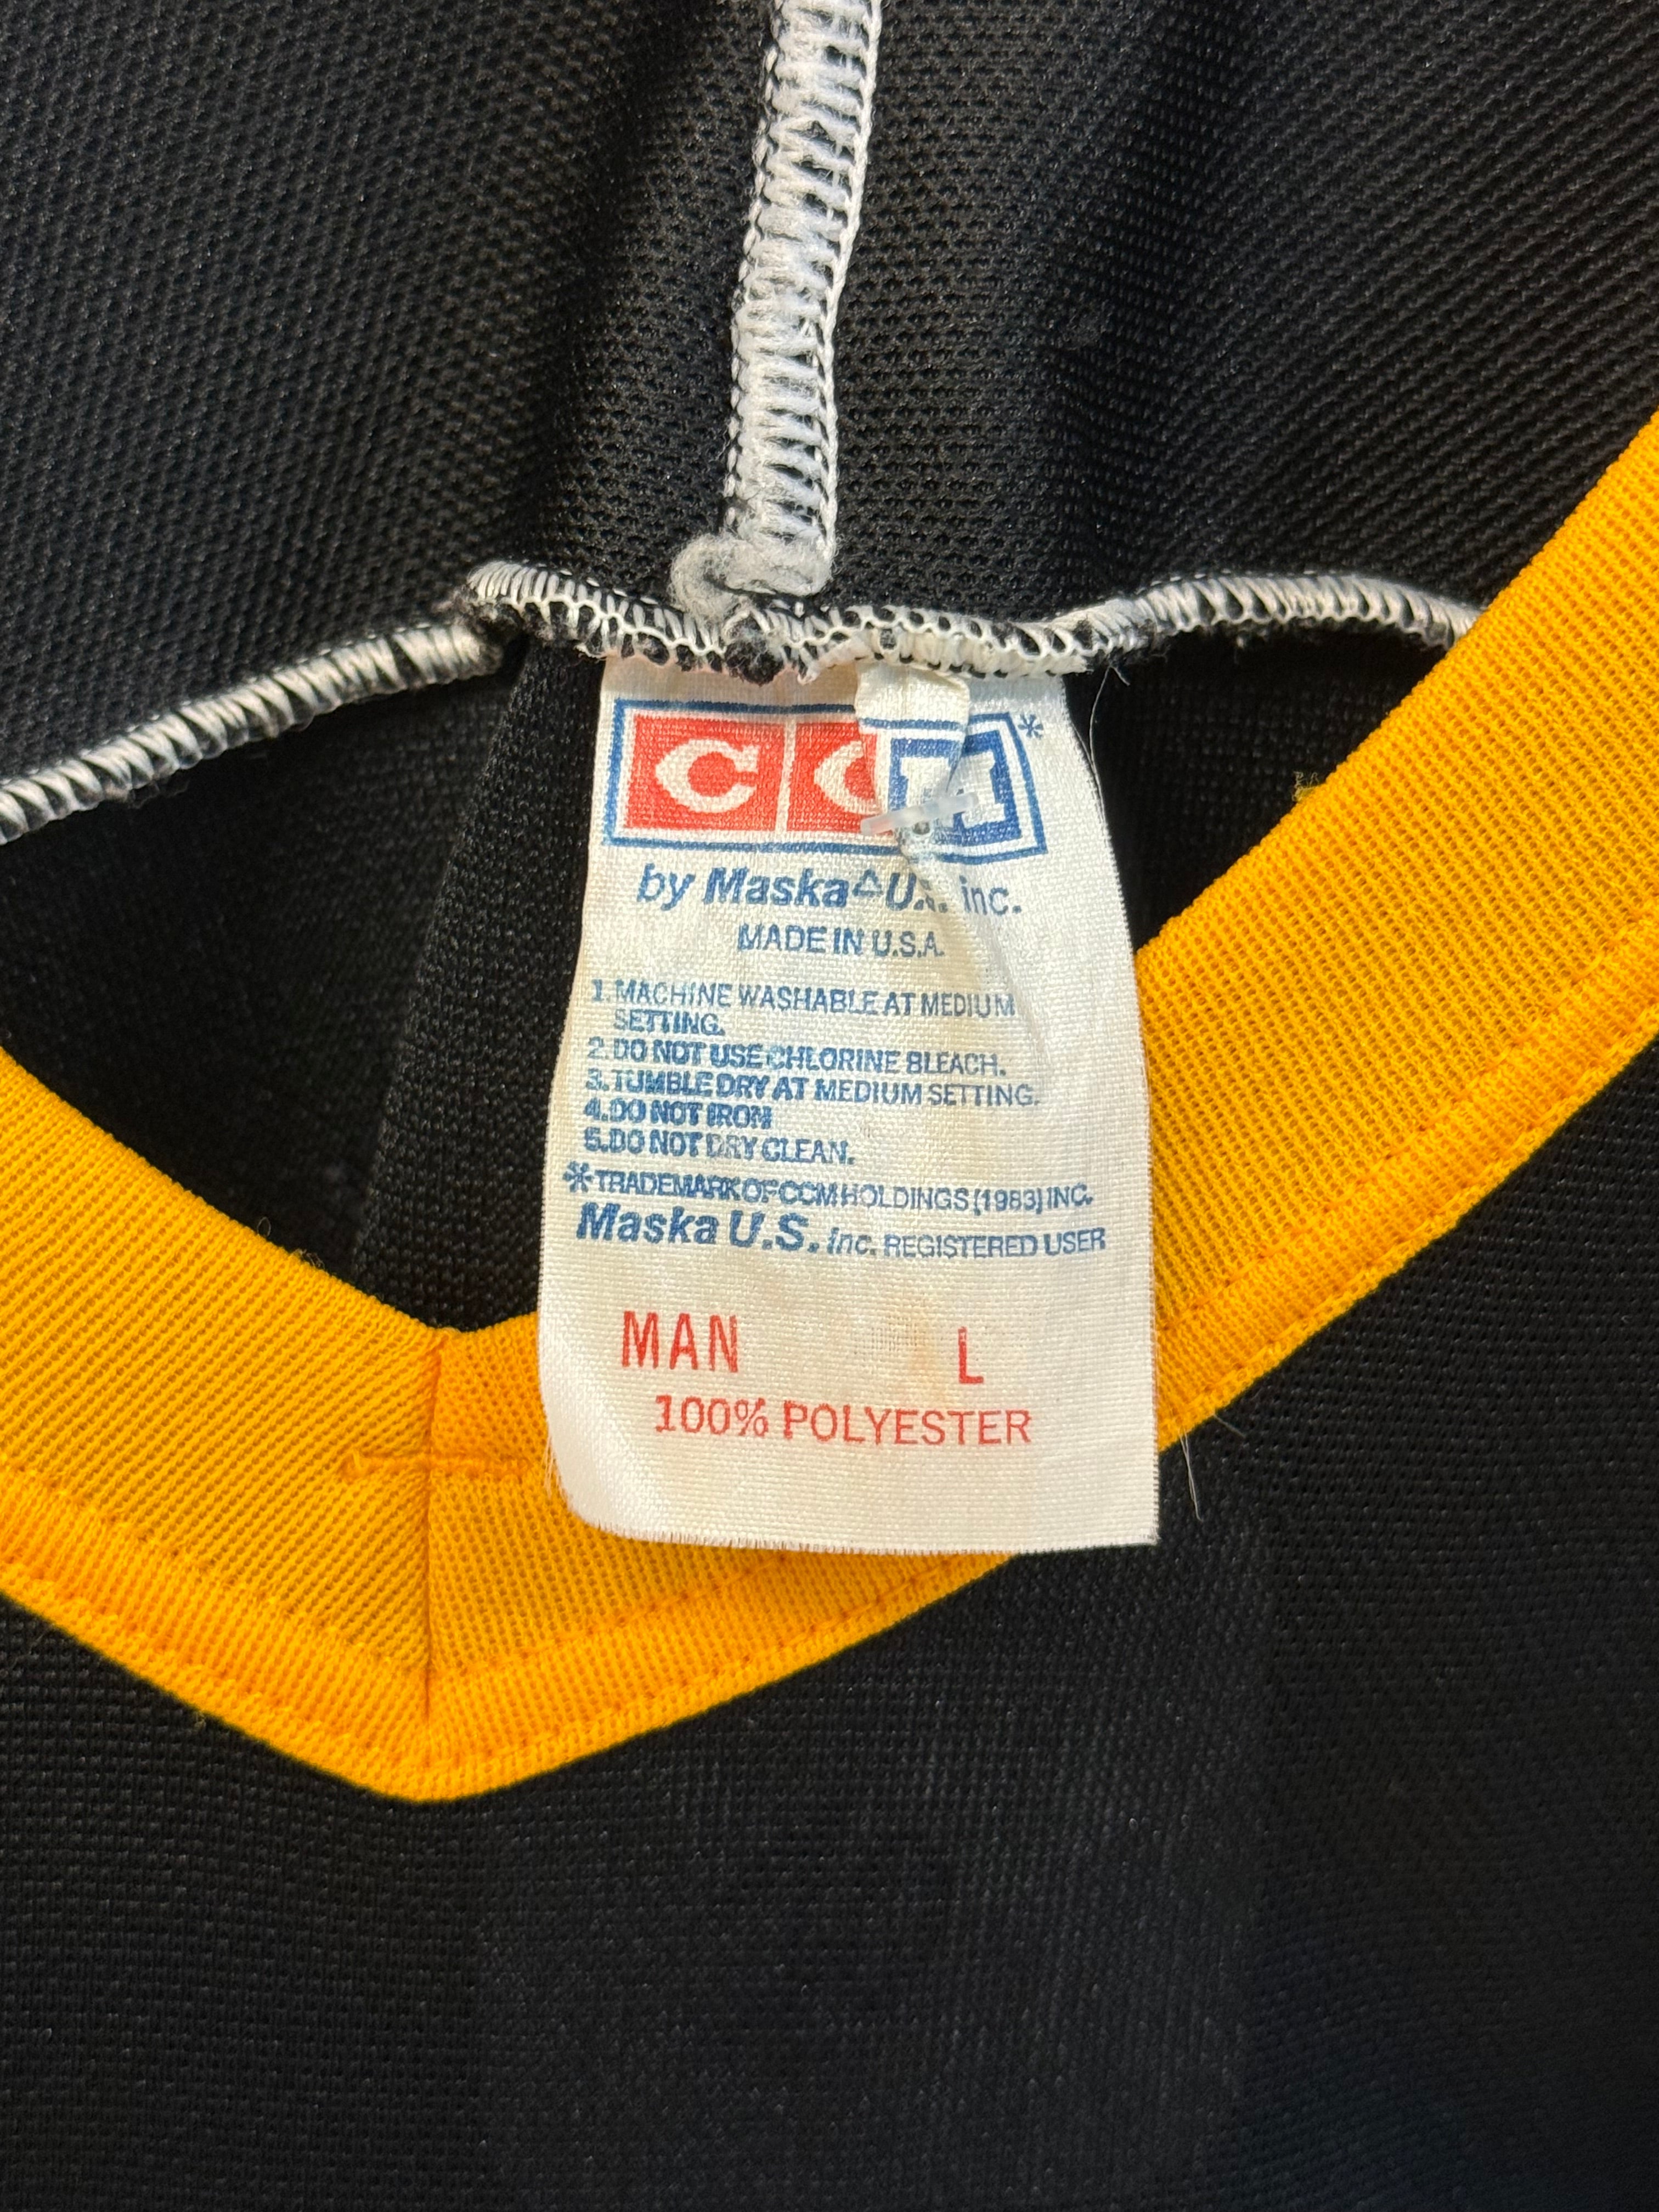 CCM*
by Maska△U.S. inc.
MADE IN U.S.A.
1.MACHINE WASHABLE AT MEDIUM
SETTING.
2.DO NOT USE CHLORINE BLEACH.
3.TUMBLE DRY AT MEDIUM SETTING.
4.DO NOT IRON
5.DO NOT DRY CLEAN.
*TRADEMARK OF CCM HOLDINGS (1983) INC.
Maska U.S. inc. REGISTERED USER
MAN L
100% POLYESTER